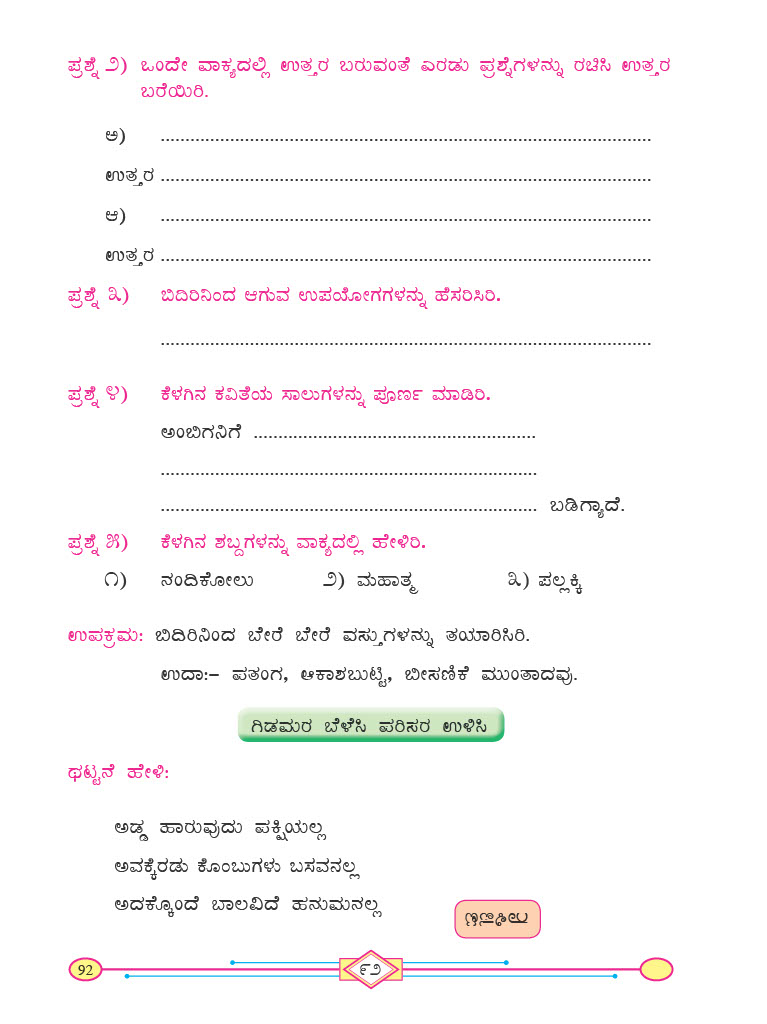 ಪ್ರಶ್ನೆ ೨) ಒಂದೇ ವಾಕ್ಯದಲ್ಲಿ ಉತ್ತರ ಬರುವಂತೆ ಎರಡು ಪ್ರಶ್ನೆಗಳನ್ನು ರಚಿಸಿ ಉತ್ತರ
ಬರೆಯಿರಿ.
ಅ) ..................................................................................................
ಉತ್ತರ ..................................................................................................
ಆ) ..................................................................................................
ಉತ್ತರ ..................................................................................................
ಪ್ರಶ್ನೆ ೩) ಬಿದಿರಿನಿಂದ ಆಗುವ ಉಪಯೋಗಗಳನ್ನು ಹೆಸರಿಸಿರಿ.
..................................................................................................
ಪ್ರಶ್ನೆ ೪) ಕೆಳಗಿನ ಕವಿತೆಯ ಸಾಲುಗಳನ್ನು ಪೂರ್ಣ ಮಾಡಿರಿ.
ಅಂಬಿಗನಿಗೆ .........................................................
...........................................................................
........................................................................... ಬಡಿಗ್ಯಾದೆ.
ಪ್ರಶ್ನೆ ೫) ಕೆಳಗಿನ ಶಬ್ದಗಳನ್ನು ವಾಕ್ಯದಲ್ಲಿ ಹೇಳಿರಿ.
೧) ನಂದಿಕೋಲು ೨) ಮಹಾತ್ಮ ೩) ಪಲ್ಲಕ್ಕಿ
ಉಪಕ್ರಮ: ಬಿದಿರಿನಿಂದ ಬೇರೆ ಬೇರೆ ವಸ್ತುಗಳನ್ನು ತಯಾರಿಸಿರಿ.
ಉದಾ:– ಪತಂಗ, ಆಕಾಶಬುಟ್ಟಿ, ಬೀಸಣಿಕೆ ಮುಂತಾದವು.
ಗಿಡಮರ ಬೆಳೆಸಿ ಪರಿಸರ ಉಳಿಸಿ
ಥಟ್ಟನೆ ಹೇಳಿ:
ಅಡ್ಡ ಹಾರುವುದು ಪಕ್ಷಿಯಲ್ಲ
ಅವಕ್ಕೆರಡು ಕೊಂಬುಗಳು ಬಸವನಲ್ಲ
ಅದಕ್ಕೊಂದೆ ಬಾಲವಿದೆ ಹನುಮನಲ್ಲ
92 ೯೨